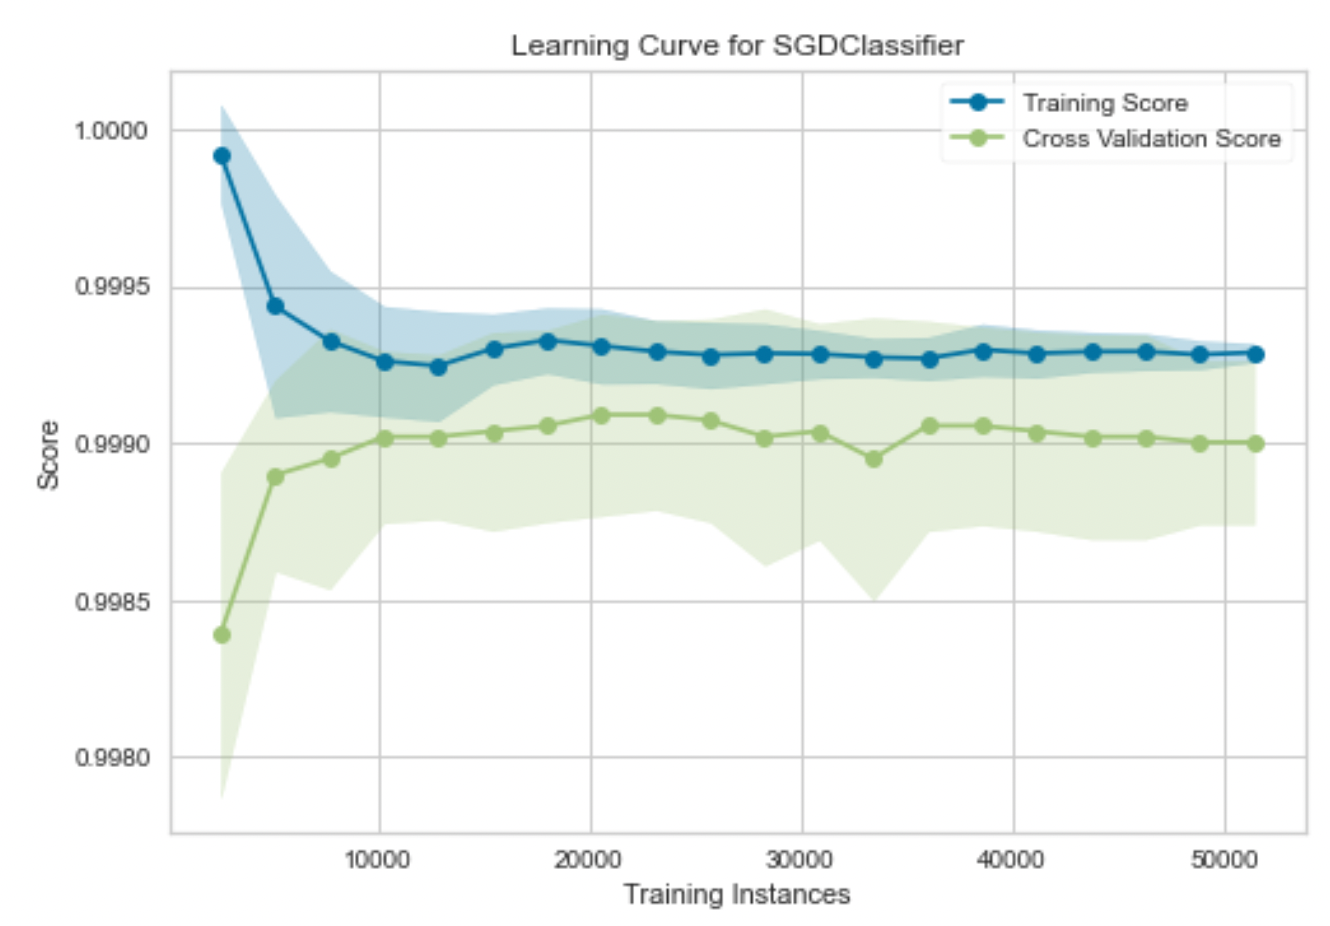 Learning Curve for SGDClassifier
Training Score
Cross Validation Score
1.0000
0.9995
0.9990
0.9985
0.9980
Score
10000 20000 30000 40000 50000
Training Instances